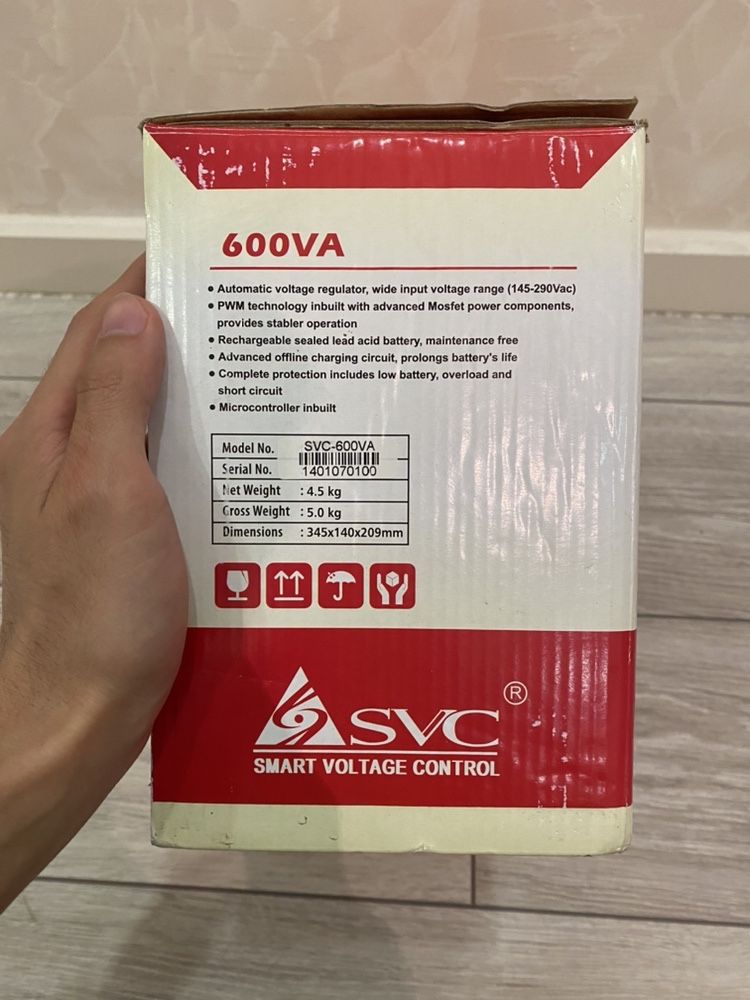 600VA
• Automatic voltage regulator, wide input voltage range (145-290Vac)
• PWM technology inbuilt with advanced Mosfet power components,
provides stabler operation
• Rechargeable sealed lead acid battery, maintenance free
• Advanced offline charging circuit, prolongs battery's life
• Complete protection includes low battery, overload and
short circuit
• Microcontroller inbuilt
Model No. SVC-600VA
Serial No. 1401070100
Net Weight : 4.5 kg
Gross Weight : 5.0 kg
Dimensions : 345x140x209mm
SVC ®
SMART VOLTAGE CONTROL